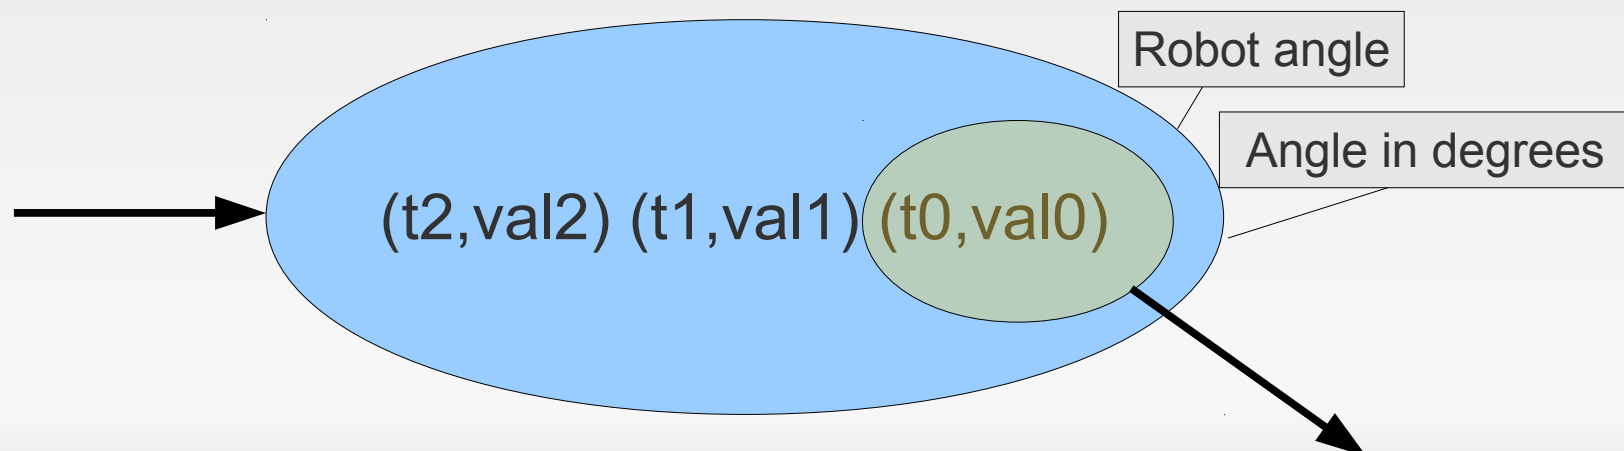 Robot angle
Angle in degrees
(t2,val2) (t1,val1) (t0,val0)